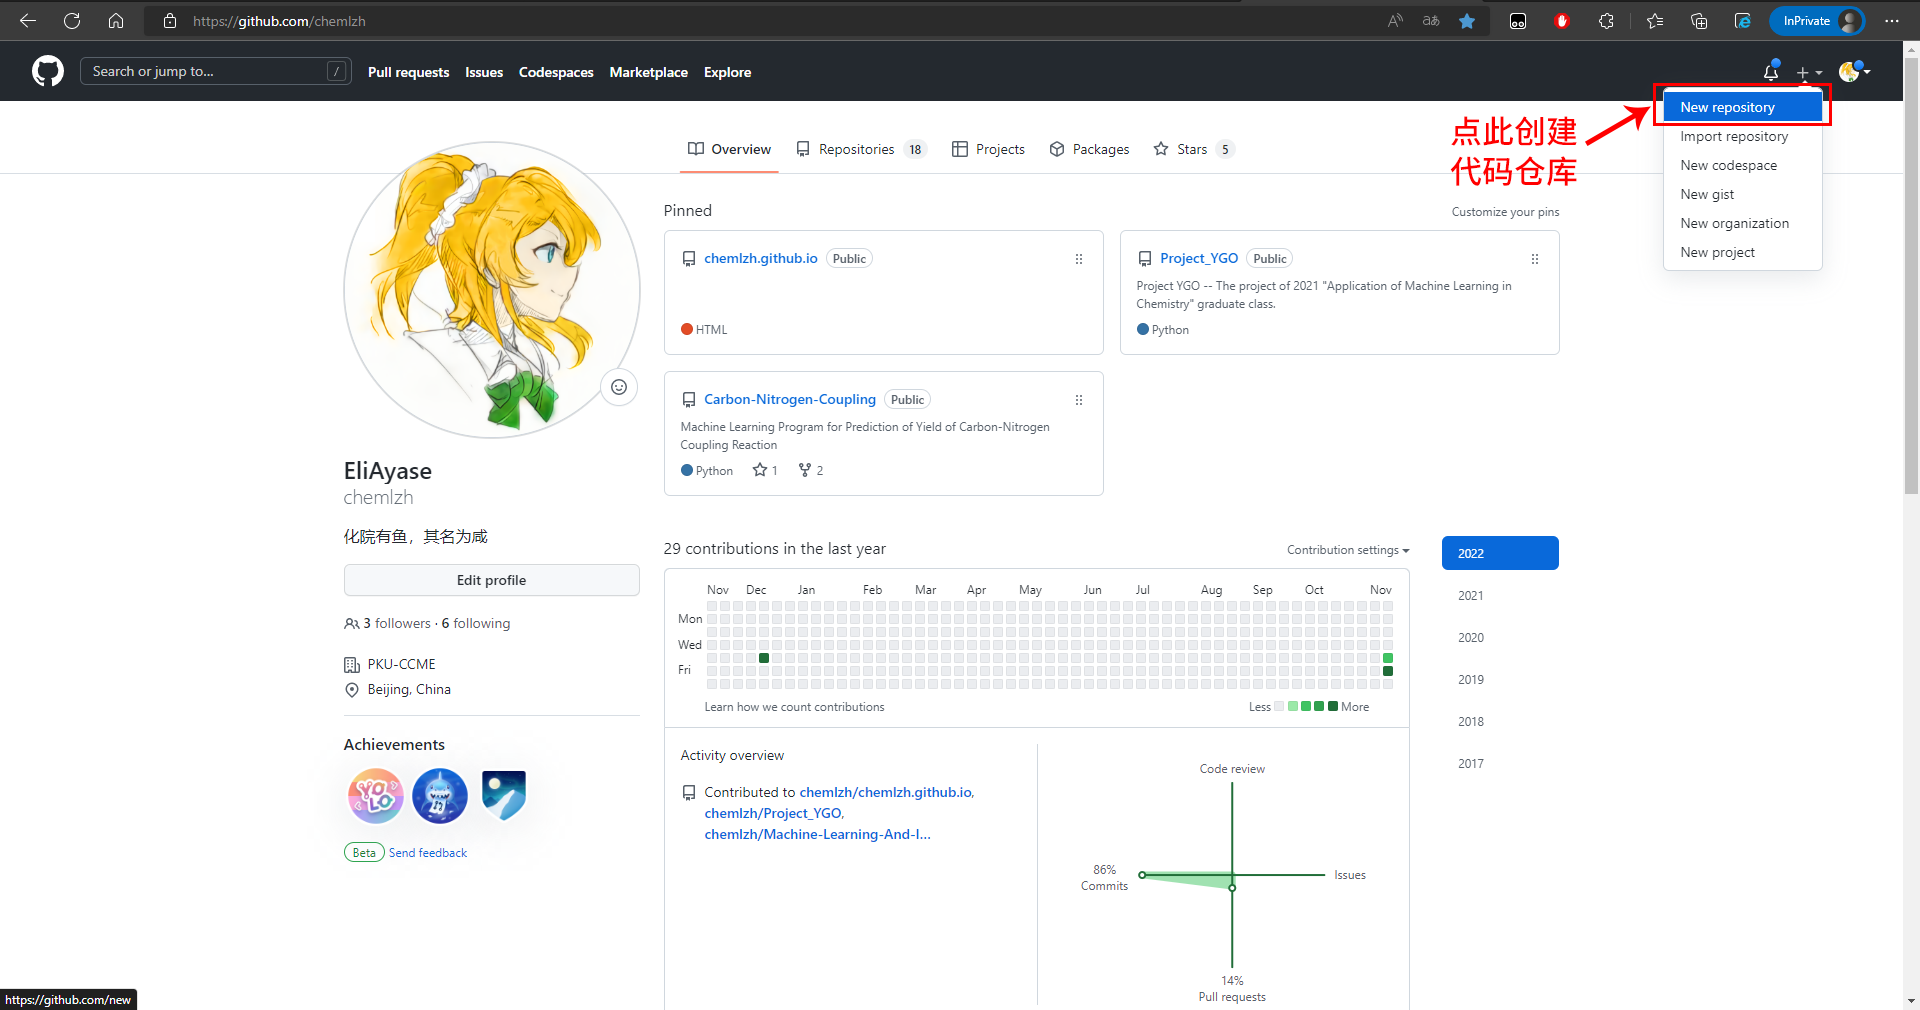 https://github.com/chemlzh
InPrivate
Search or jump to...
/
Pull requests
Issues
Codespaces
Marketplace
Explore
New repository
Import repository
New codespace
New gist
New organization
New project
点此创建
代码仓库
Overview
Repositories 18
Projects
Packages
Stars 5
Pinned
Customize your pins
chemlzh.github.io Public
HTML
Project_YGO Public
Project YGO -- The project of 2021 "Application of Machine Learning in
Chemistry" graduate class.
Python
Carbon-Nitrogen-Coupling Public
Machine Learning Program for Prediction of Yield of Carbon-Nitrogen
Coupling Reaction
Python 1 2
EliAyase
chemlzh
化院有鱼，其名为咸
Edit profile
3 followers · 6 following
PKU-CCME
Beijing, China
Achievements
YOLO
Beta Send feedback
29 contributions in the last year
Contribution settings
2022
2021
2020
2019
2018
2017
Nov Dec Jan Feb Mar Apr May Jun Jul Aug Sep Oct Nov
Mon
Wed
Fri
Learn how we count contributions
Less More
Activity overview
Contributed to chemlzh/chemlzh.github.io,
chemlzh/Project_YGO,
chemlzh/Machine-Learning-And-I...
Code review
86%
Commits
Issues
14%
Pull requests
https://github.com/new